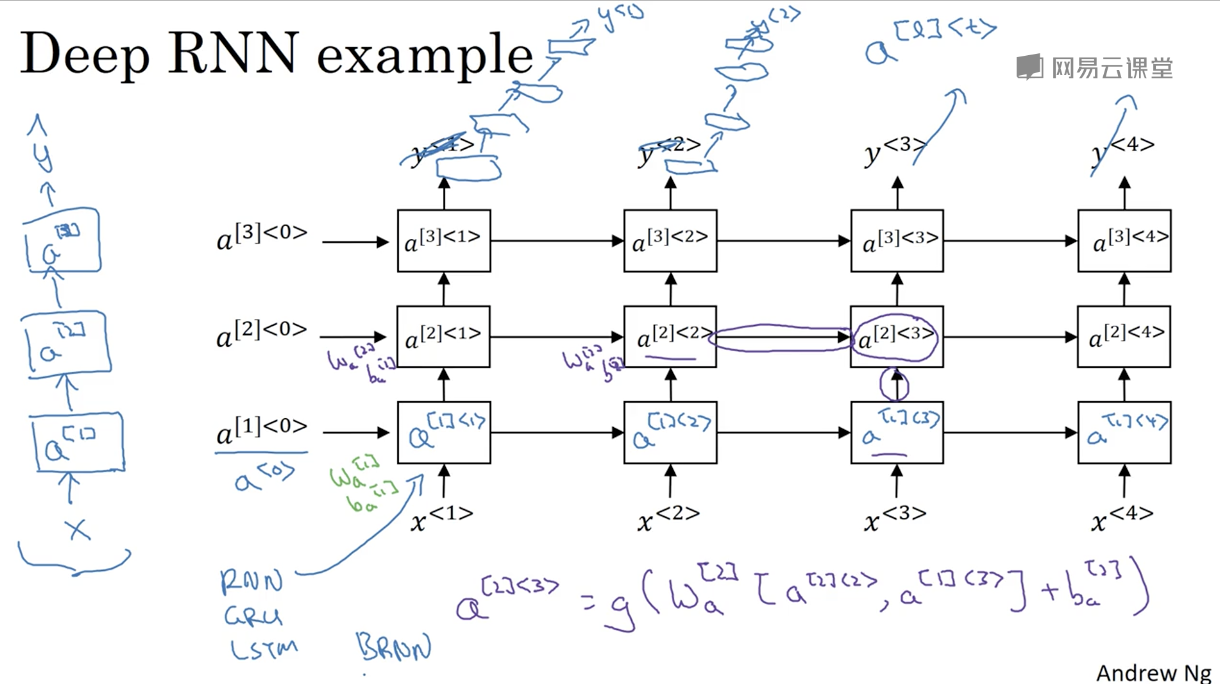 Deep RNN example
y<1> y<2> a^[l]<t>
网易云课堂
ŷ
y^<1> y^<2> y^<3> y^<4>
a^[3] a^[3]<0> a^[3]<1> a^[3]<2> a^[3]<3> a^[3]<4>
a^[2] a^[2]<0> a^[2]<1> a^[2]<2> a^[2]<3> a^[2]<4>
W_a^[2] b_a^[2] W_a^[2] b_a^[2]
a^[1] a^[1]<0> a^[1]<1> a^[1]<2> a^[1]<3> a^[1]<4>
a^<0> W_a^[1] b_a^[1]
x x^<1> x^<2> x^<3> x^<4>
RNN
GRU
LSTM BRNN
a^[2]<3> = g(W_a^[2] [a^[2]<2>, a^[1]<3>] + b_a^[2])
Andrew Ng